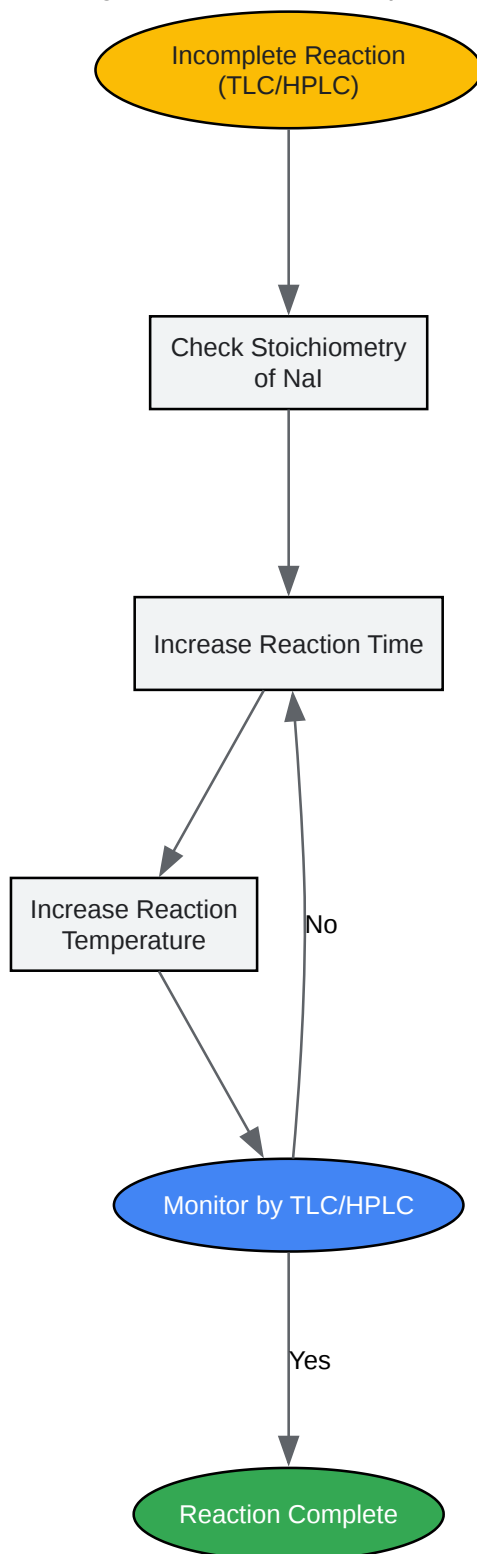 Incomplete Reaction
(TLC/HPLC)
Check Stoichiometry
of NaI
Increase Reaction Time
Increase Reaction
Temperature
No
Monitor by TLC/HPLC
Yes
Reaction Complete